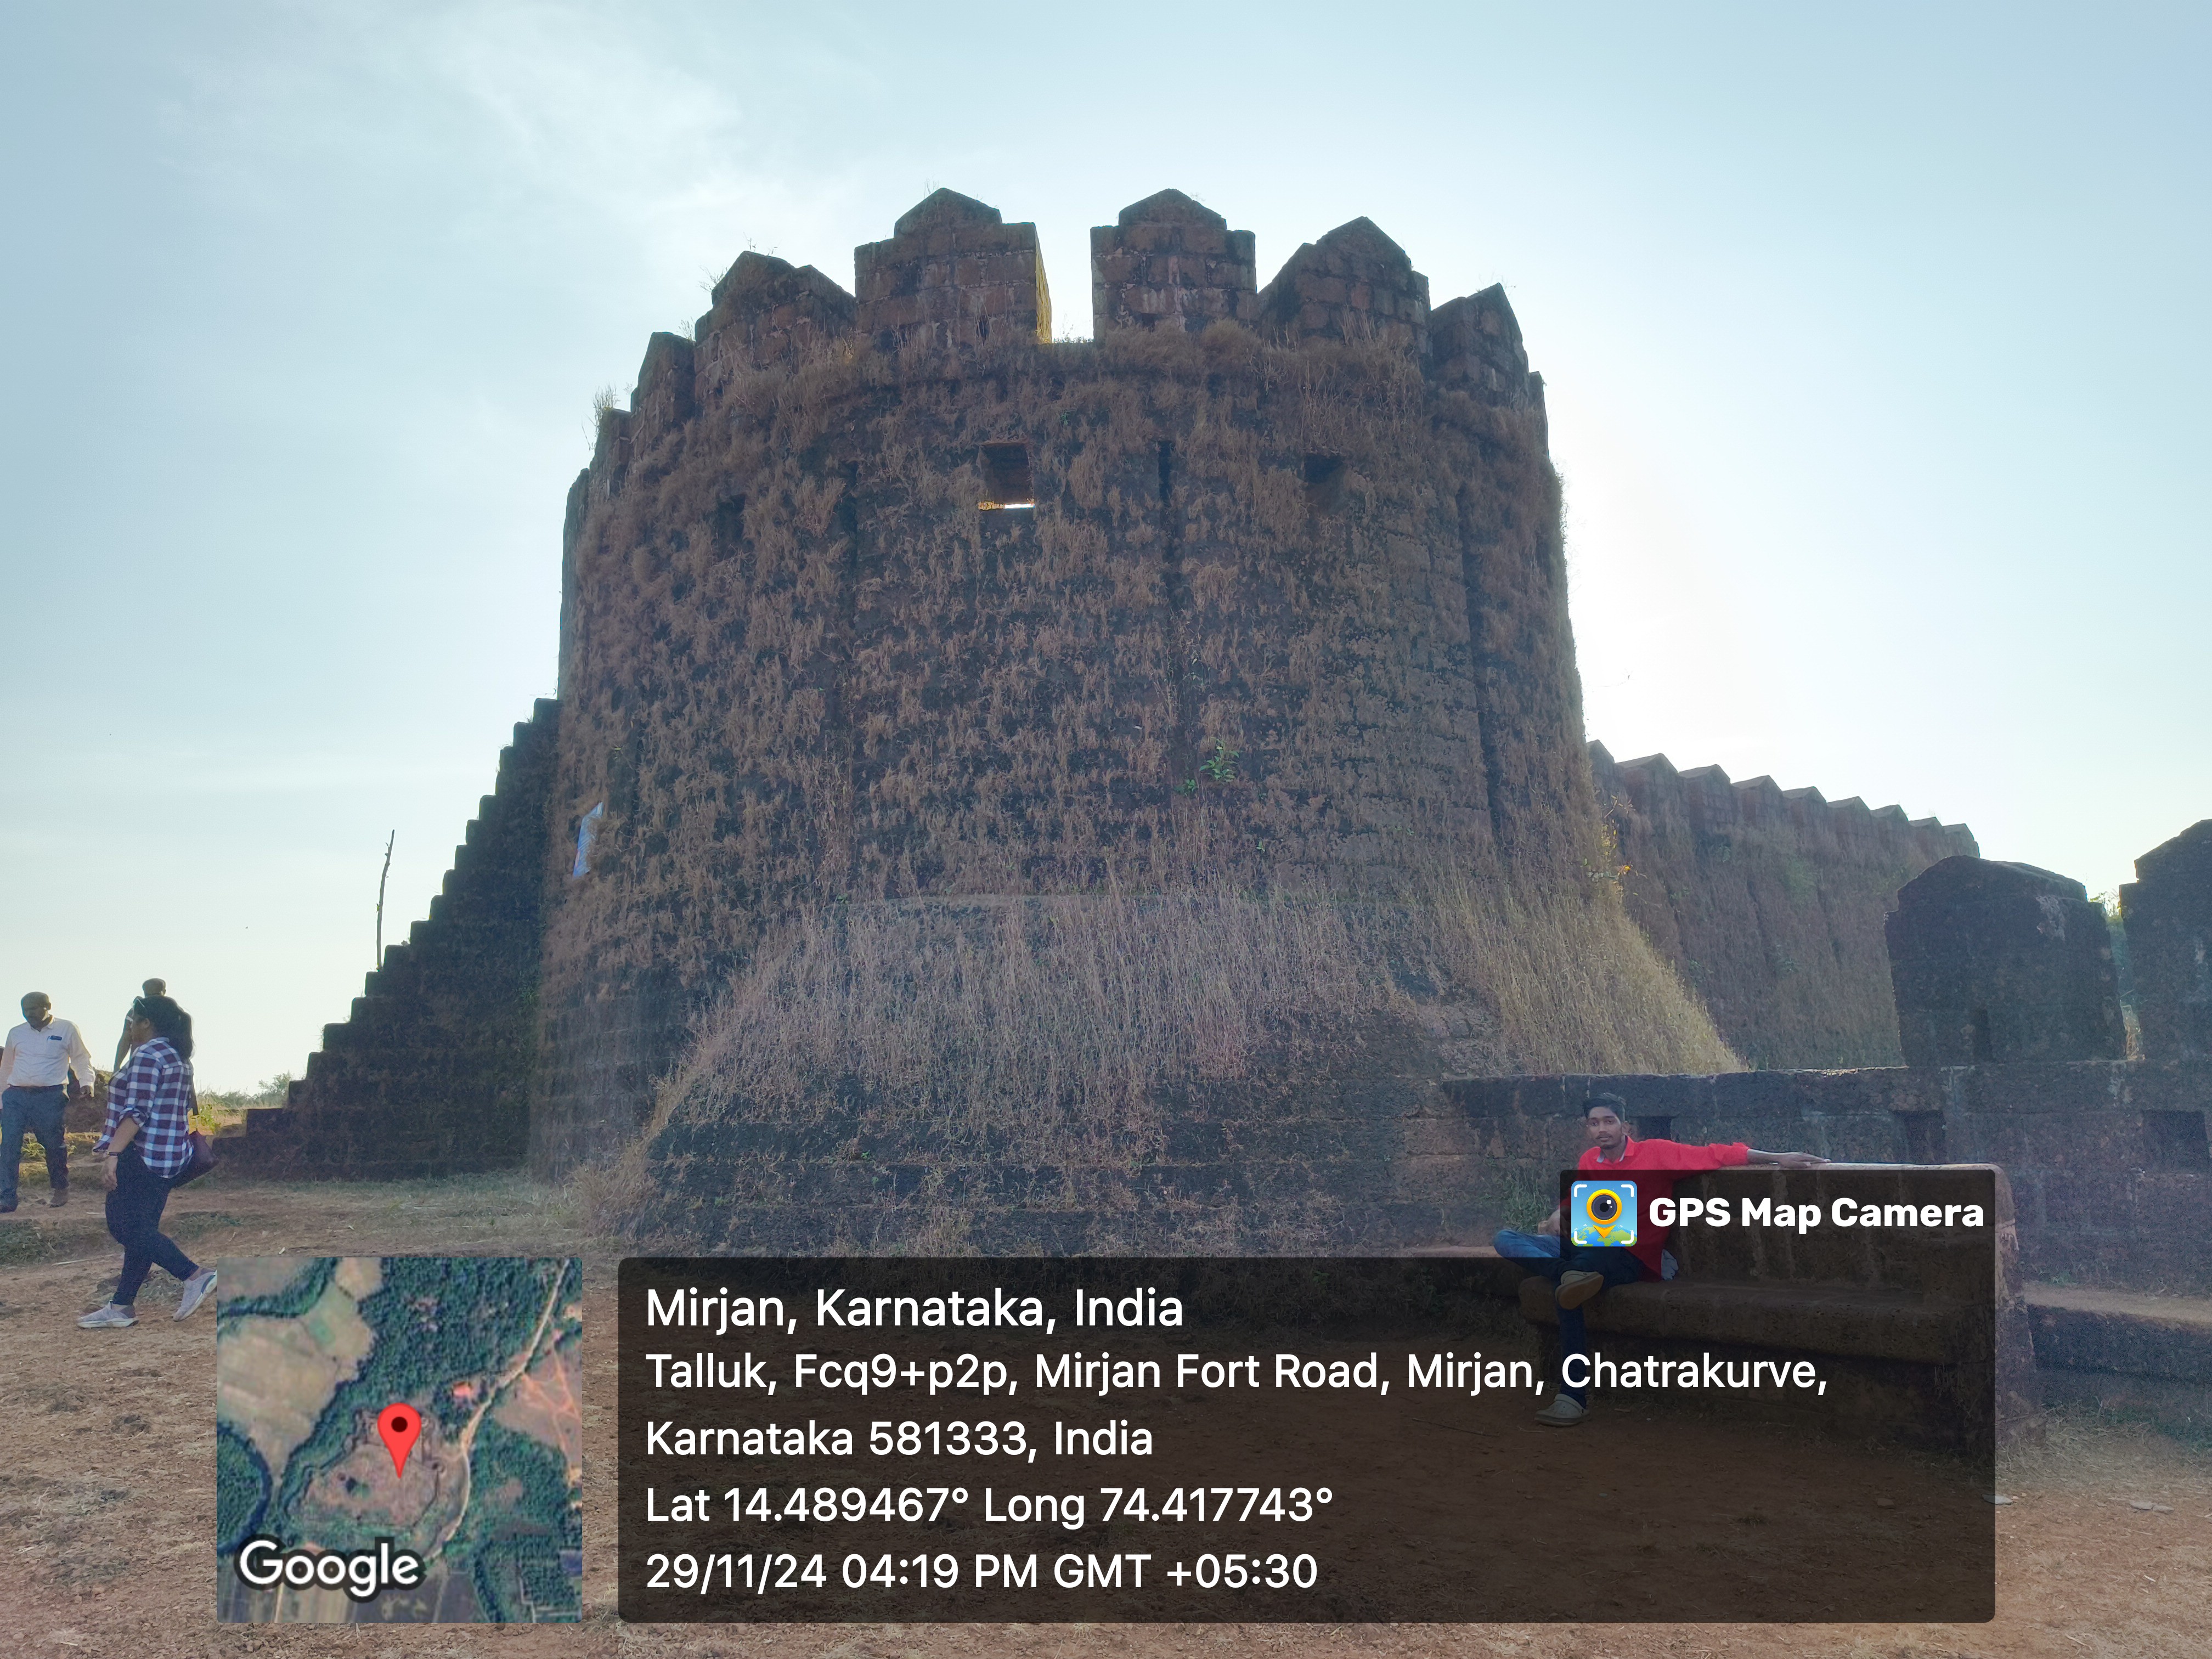 GPS Map Camera
Mirjan, Karnataka, India
Talluk, Fcq9+p2p, Mirjan Fort Road, Mirjan, Chatrakurve,
Karnataka 581333, India
Lat 14.489467° Long 74.417743°
29/11/24 04:19 PM GMT +05:30
Google